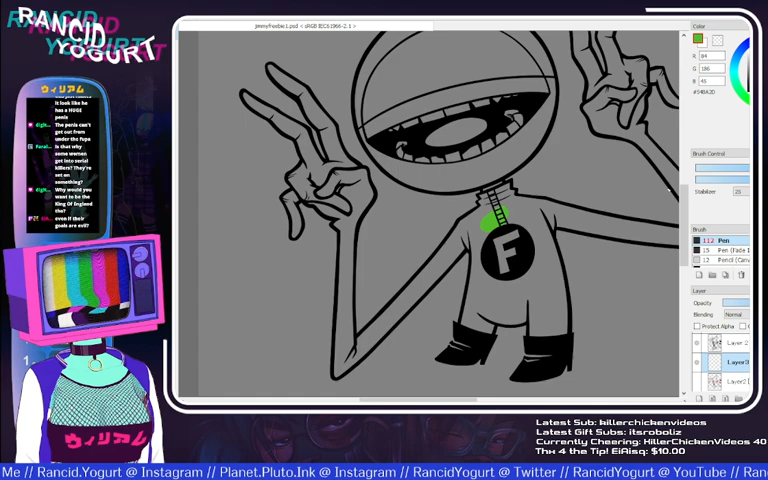 RANCID
YOGURT
ウィリアム
it look like he
has a HUGE
penis
The penis can't
get out from
under the fupa
Is that why
some women
get into serial
killers? They're
set on
something?
Why would you
want to be the
King Of England
tho?
even if their
goals are evil?
jimmyfreebie1.psd < sRGB IEC61966-2.1 >
Color
R 84
G 186
B 45
Brush Control
Stabilizer
Brush
112 Pen
15 Pen (Fade
12 Pencil (Canv
Layer
Opacity
Blending Normal
Protect Alpha
Layer 2
Layer3
Layer2
F
ウィリアム
Latest Sub: killerchickenvideos
Latest Gift Subs: itsroboliz
Currently Cheering: KillerChickenVideos 40
Thx 4 the Tip! EiAisq: $10.00
Me // Rancid.Yogurt @ Instagram // Planet.Pluto.Ink @ Instagram // RancidYogurt @ Twitter // RancidYogurt @ YouTube // Ran